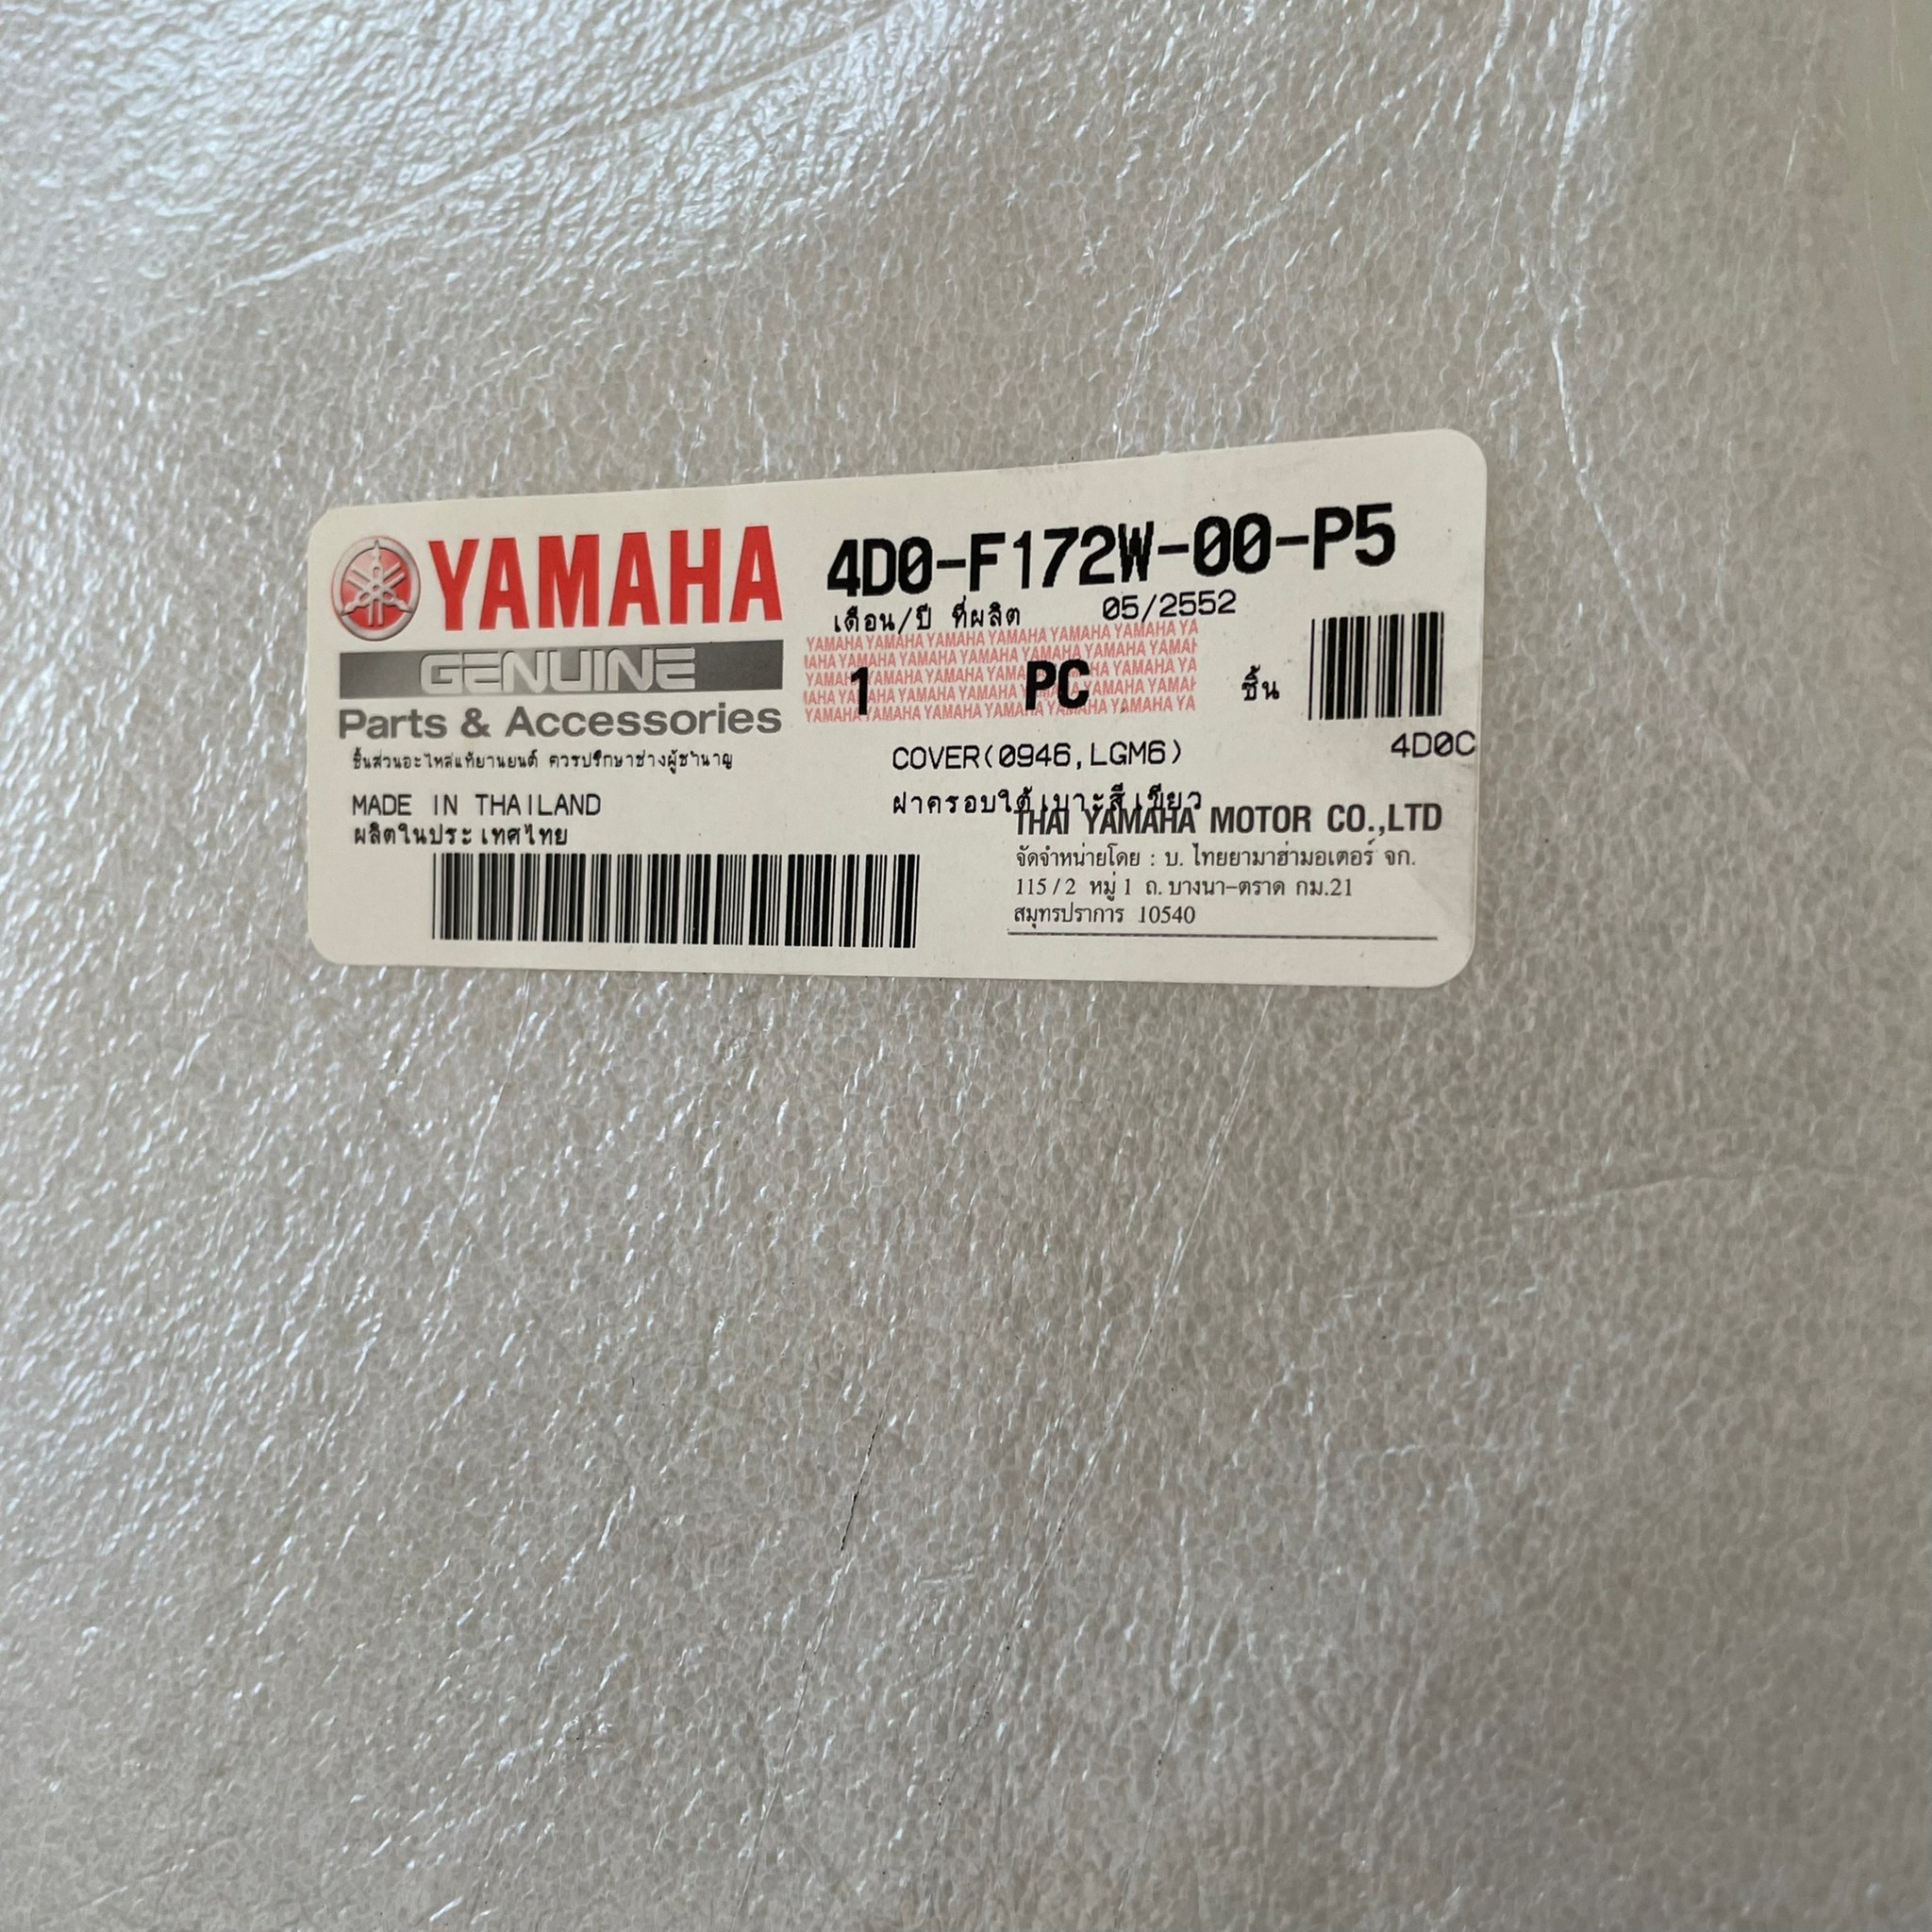 YAMAHA
GENUINE
Parts & Accessories
ชิ้นส่วนอะไหล่แท้ยานยนต์ ควรปรึกษาช่างผู้ชำนาญ
MADE IN THAILAND
ผลิตในประเทศไทย
4D0-F172W-00-P5
เดือน/ปี ที่ผลิต 05/2552
YAMAHA YAMAHA YAMAHA YAMAHA YAMAHA YAMAHA YA
1 PC ชิ้น
4D0C
COVER(0946,LGM6)
ฝาครอบใต้เบาะสีเขียว
THAI YAMAHA MOTOR CO.,LTD
จัดจำหน่ายโดย : บ. ไทยยามาฮ่ามอเตอร์ จก.
115/2 หมู่ 1 ถ.บางนา-ตราด กม.21
สมุทรปราการ 10540